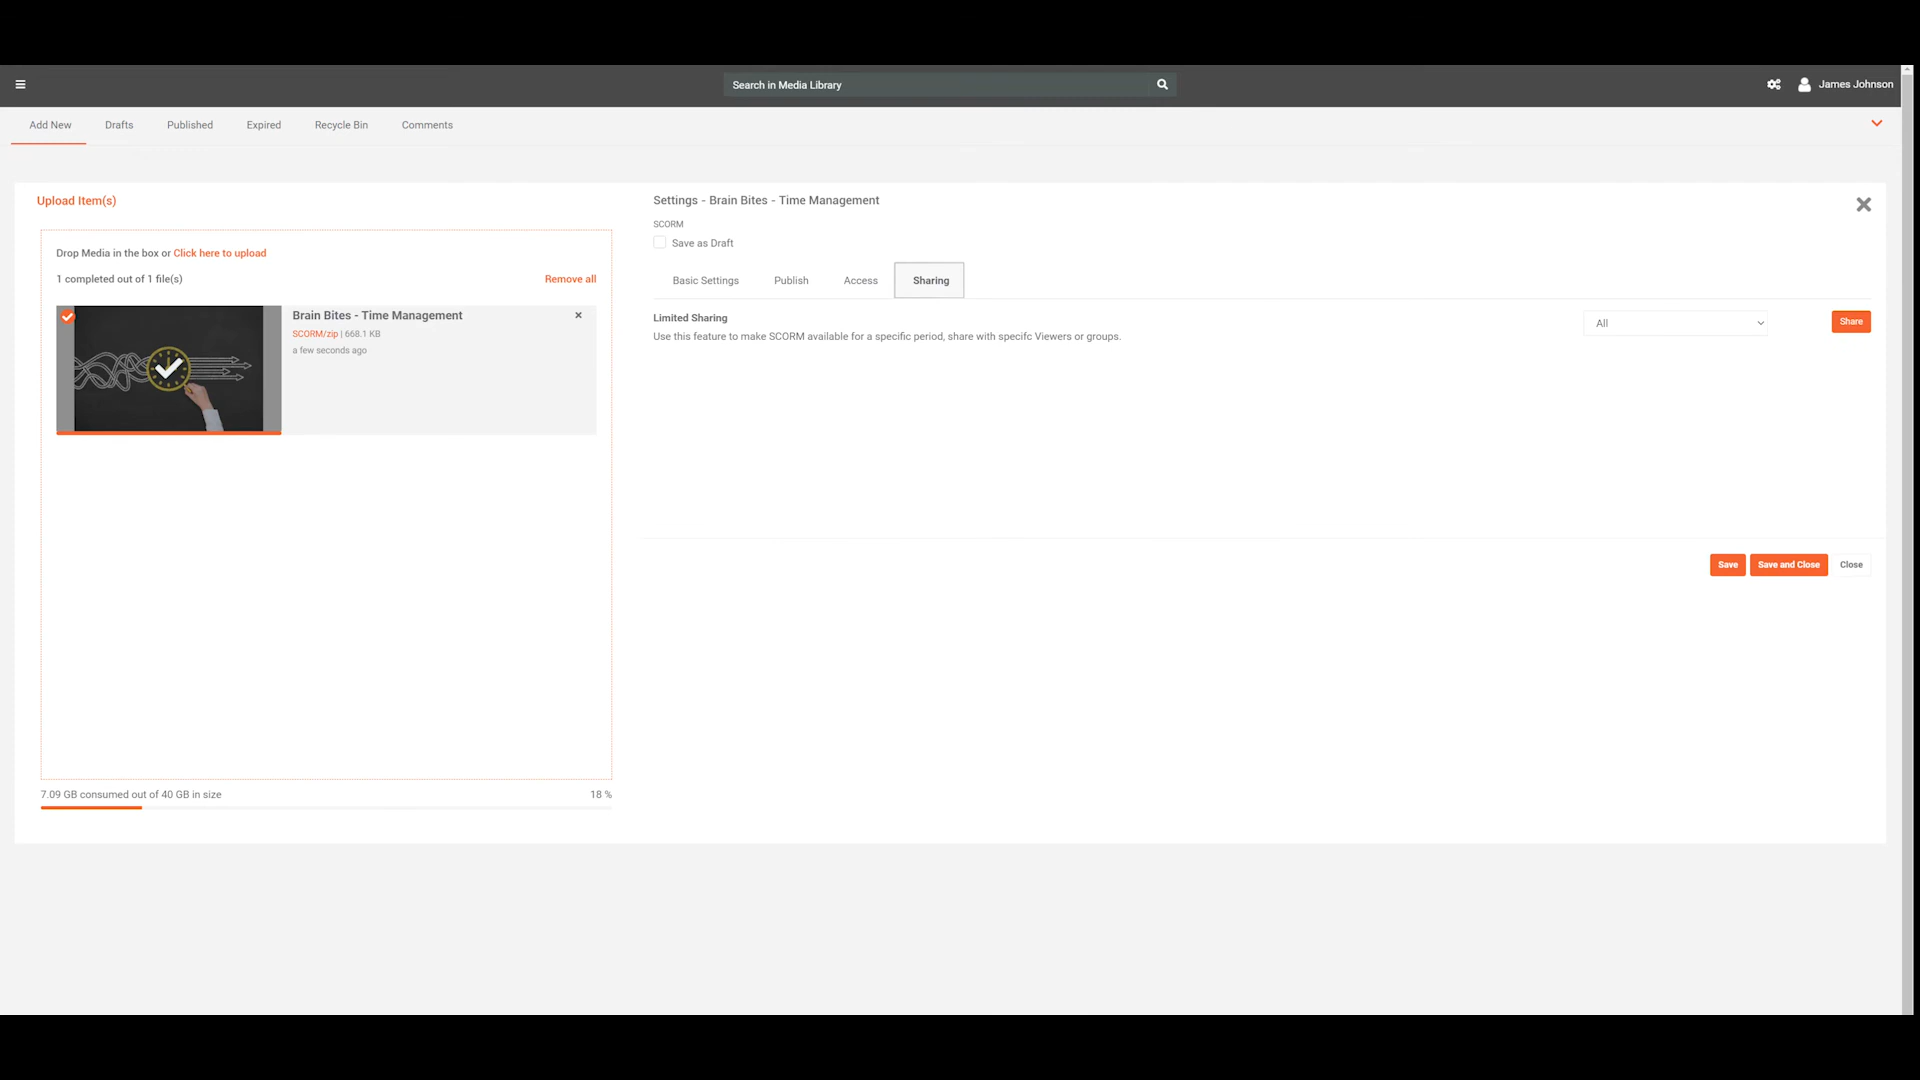 Search in Media Library
James Johnson
Add New
Drafts
Published
Expired
Recycle Bin
Comments
Upload Item(s)
Drop Media in the box or Click here to upload
1 completed out of 1 file(s)
Remove all
Brain Bites - Time Management
SCORM/zip | 668.1 KB
a few seconds ago
7.09 GB consumed out of 40 GB in size
18 %
Settings - Brain Bites - Time Management
SCORM
Save as Draft
Basic Settings
Publish
Access
Sharing
Limited Sharing
Use this feature to make SCORM available for a specific period, share with specifc Viewers or groups.
All
Share
Save
Save and Close
Close